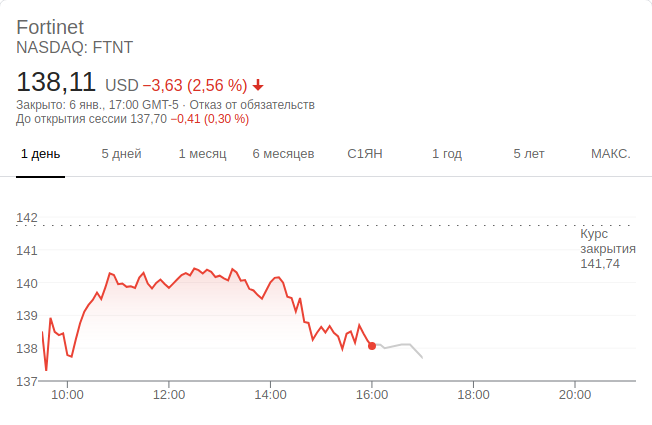 Fortinet
NASDAQ: FTNT
138,11 USD −3,63 (2,56 %)
Закрыто: 6 янв., 17:00 GMT-5 · Отказ от обязательств
До открытия сессии 137,70 −0,41 (0,30 %)
1 день 5 дней 1 месяц 6 месяцев С1ЯН 1 год 5 лет МАКС.
142
Курс
закрытия
141,74
141
140
139
138
137
10:00 12:00 14:00 16:00 18:00 20:00